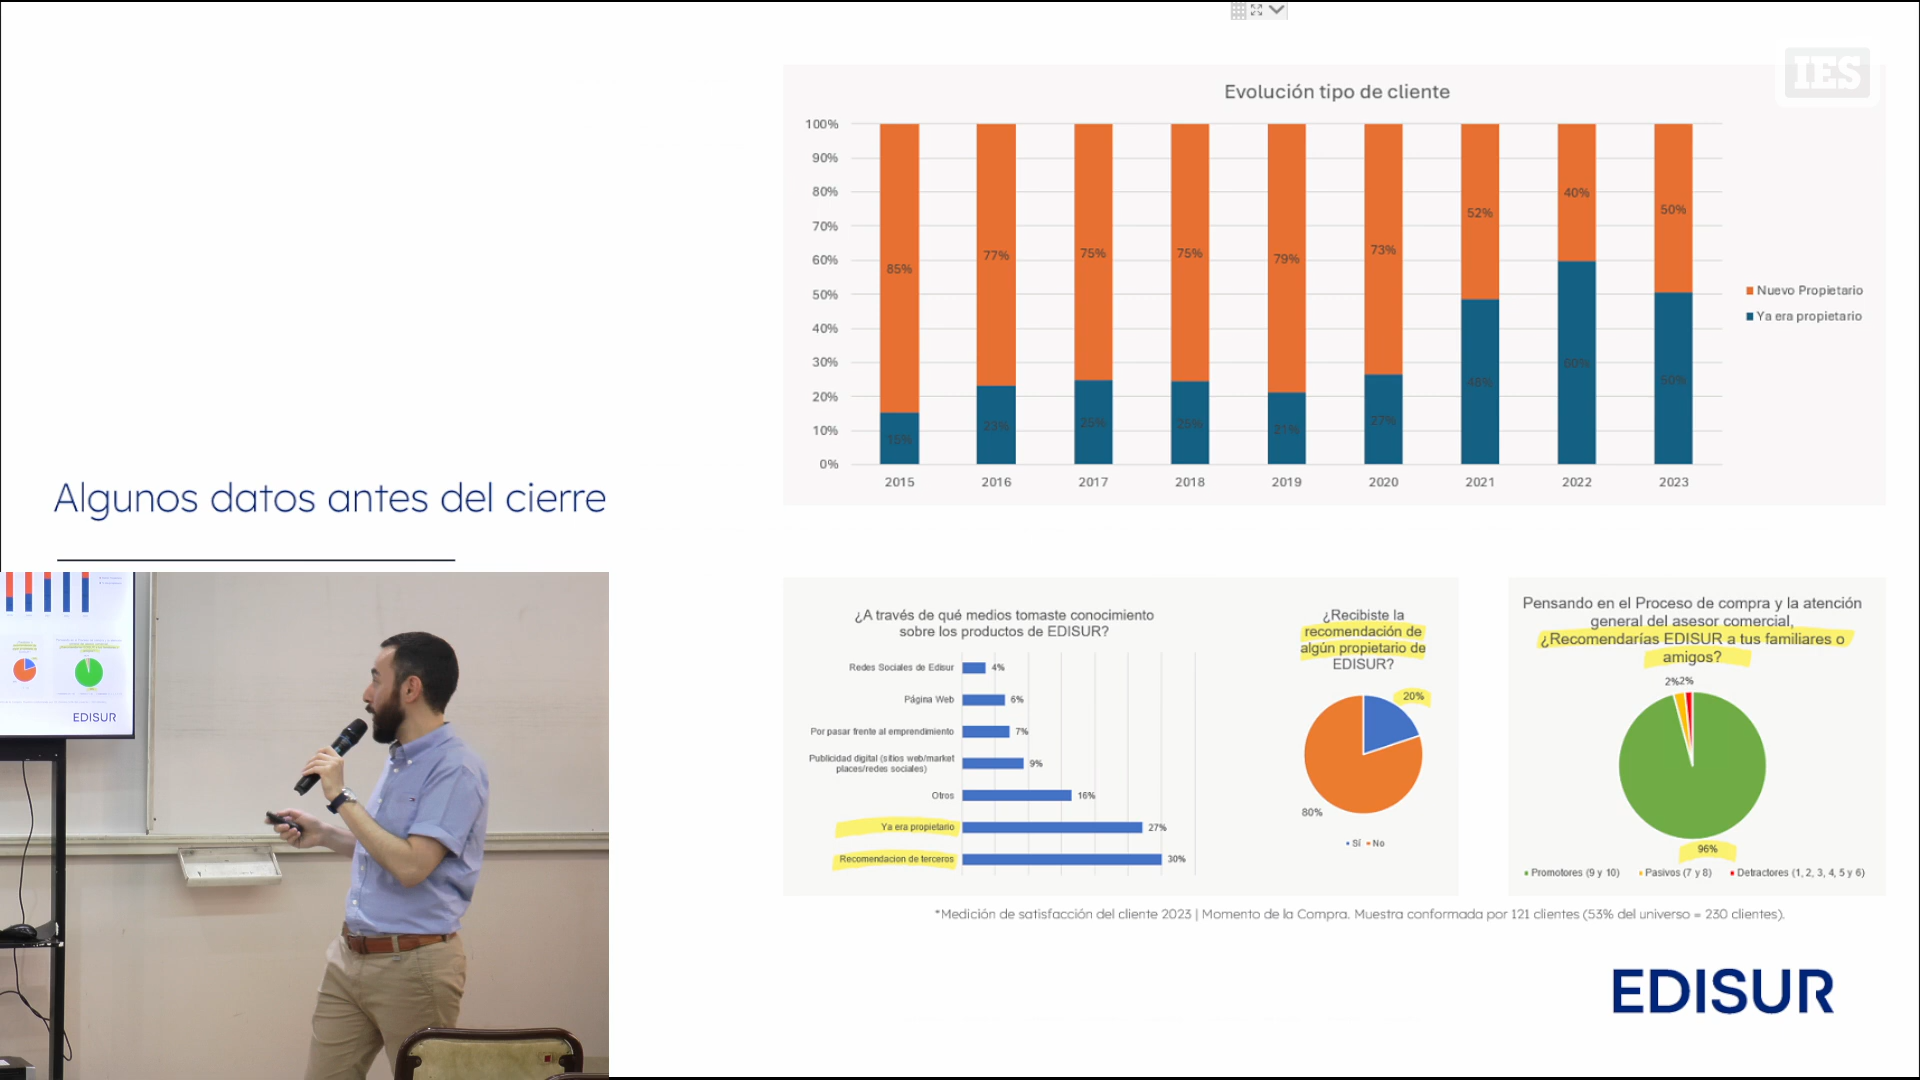 IES
Evolución tipo de cliente
100%
90%
80%
70%
60%
50%
40%
30%
20%
10%
0%
85%
77%
75%
75%
79%
73%
52%
40%
50%
15%
23%
25%
25%
21%
27%
48%
60%
50%
2015
2016
2017
2018
2019
2020
2021
2022
2023
Nuevo Propietario
Ya era propietario
Algunos datos antes del cierre
¿A través de qué medios tomaste conocimiento
sobre los productos de EDISUR?
Redes Sociales de Edisur 4%
Página Web 6%
Por pasar frente al emprendimiento 7%
Publicidad digital (sitios web/market
places/redes sociales) 9%
Otros 16%
Ya era propietario 27%
Recomendacion de terceros 30%
¿Recibiste la
recomendación de
algún propietario de
EDISUR?
20%
80%
Sí No
Pensando en el Proceso de compra y la atención
general del asesor comercial,
¿Recomendarías EDISUR a tus familiares o
amigos?
2% 2%
96%
Promotores (9 y 10) Pasivos (7 y 8) Detractores (1, 2, 3, 4, 5 y 6)
*Medición de satisfacción del cliente 2023 | Momento de la Compra. Muestra conformada por 121 clientes (53% del universo = 230 clientes).
EDISUR
EDISUR